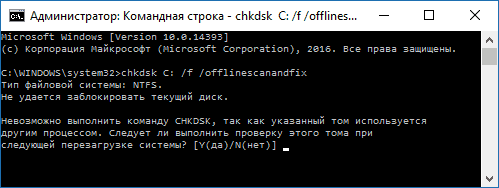 Администратор: Командная строка - chkdsk C: /f /offlines...
Microsoft Windows [Version 10.0.14393]
(c) Корпорация Майкрософт (Microsoft Corporation), 2016. Все права защищены.
C:\WINDOWS\system32>chkdsk C: /f /offlinescanandfix
Тип файловой системы: NTFS.
Не удается заблокировать текущий диск.
Невозможно выполнить команду CHKDSK, так как указанный том используется
другим процессом. Следует ли выполнить проверку этого тома при
следующей перезагрузке системы? [Y(да)/N(нет)]